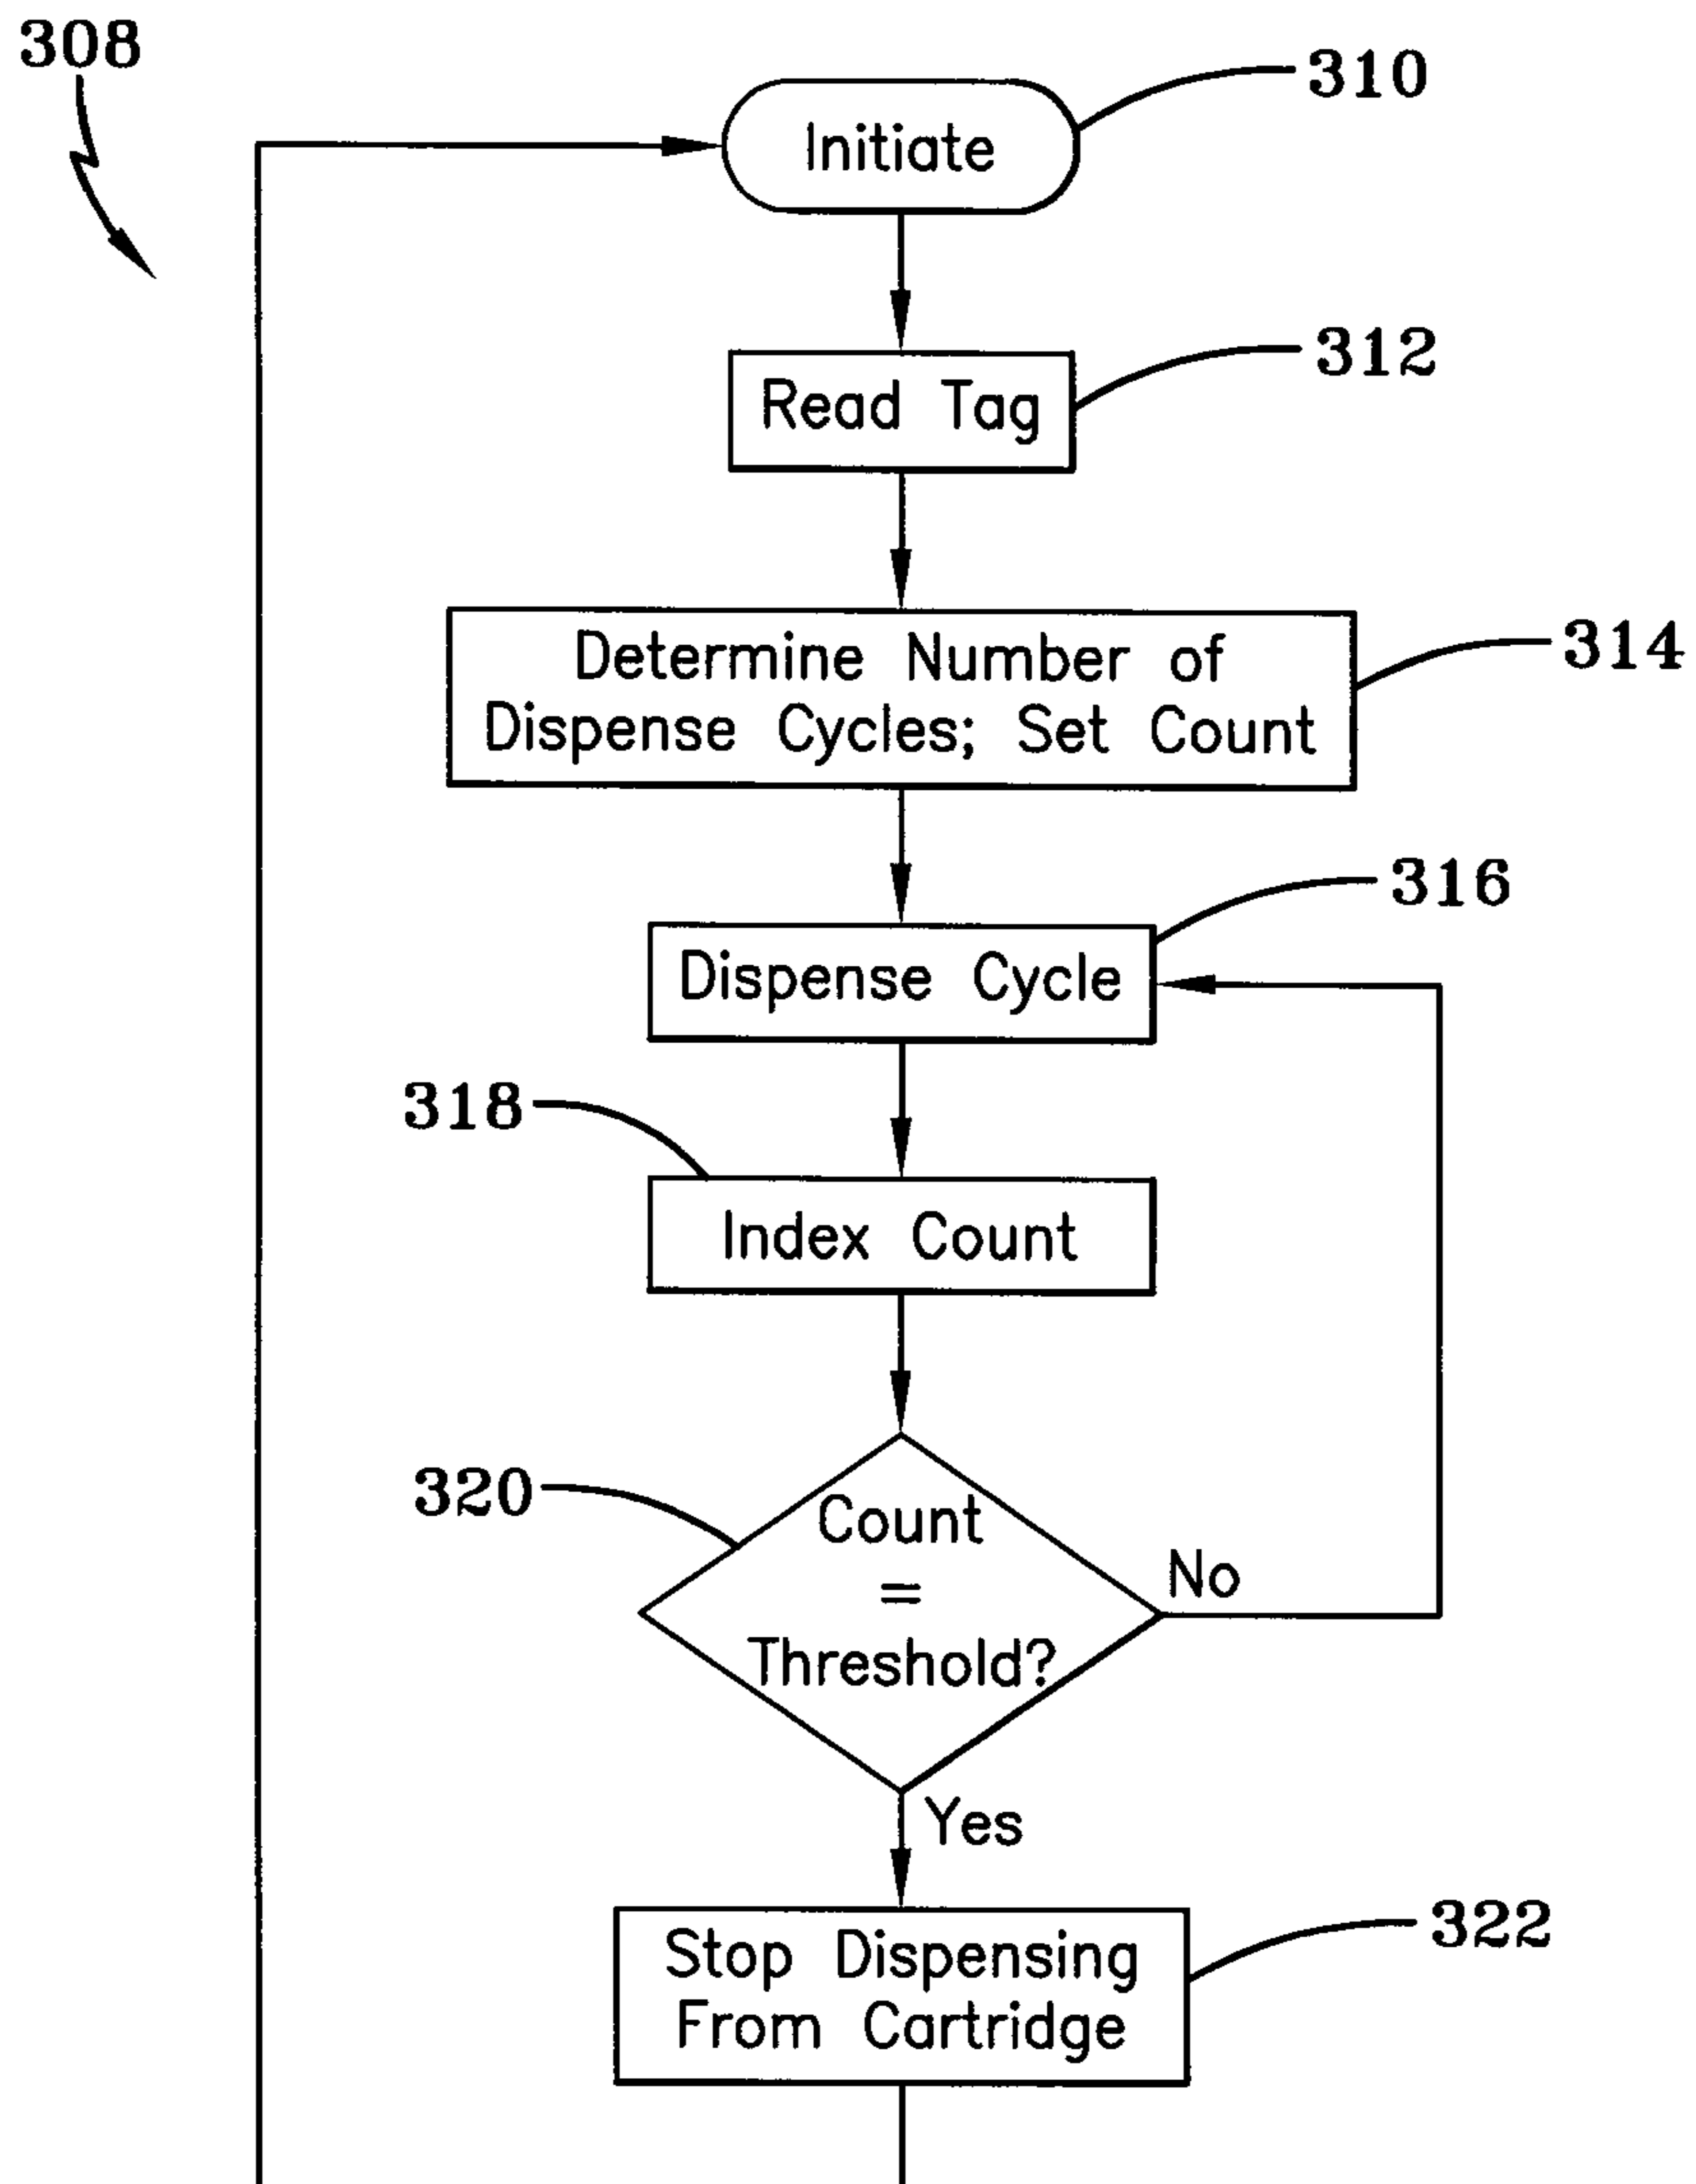 308
310
Initiate
312
Read Tag
314
Determine Number of
Dispense Cycles; Set Count
316
Dispense Cycle
318
Index Count
320
Count
=
Threshold?
No
Yes
322
Stop Dispensing
From Cartridge